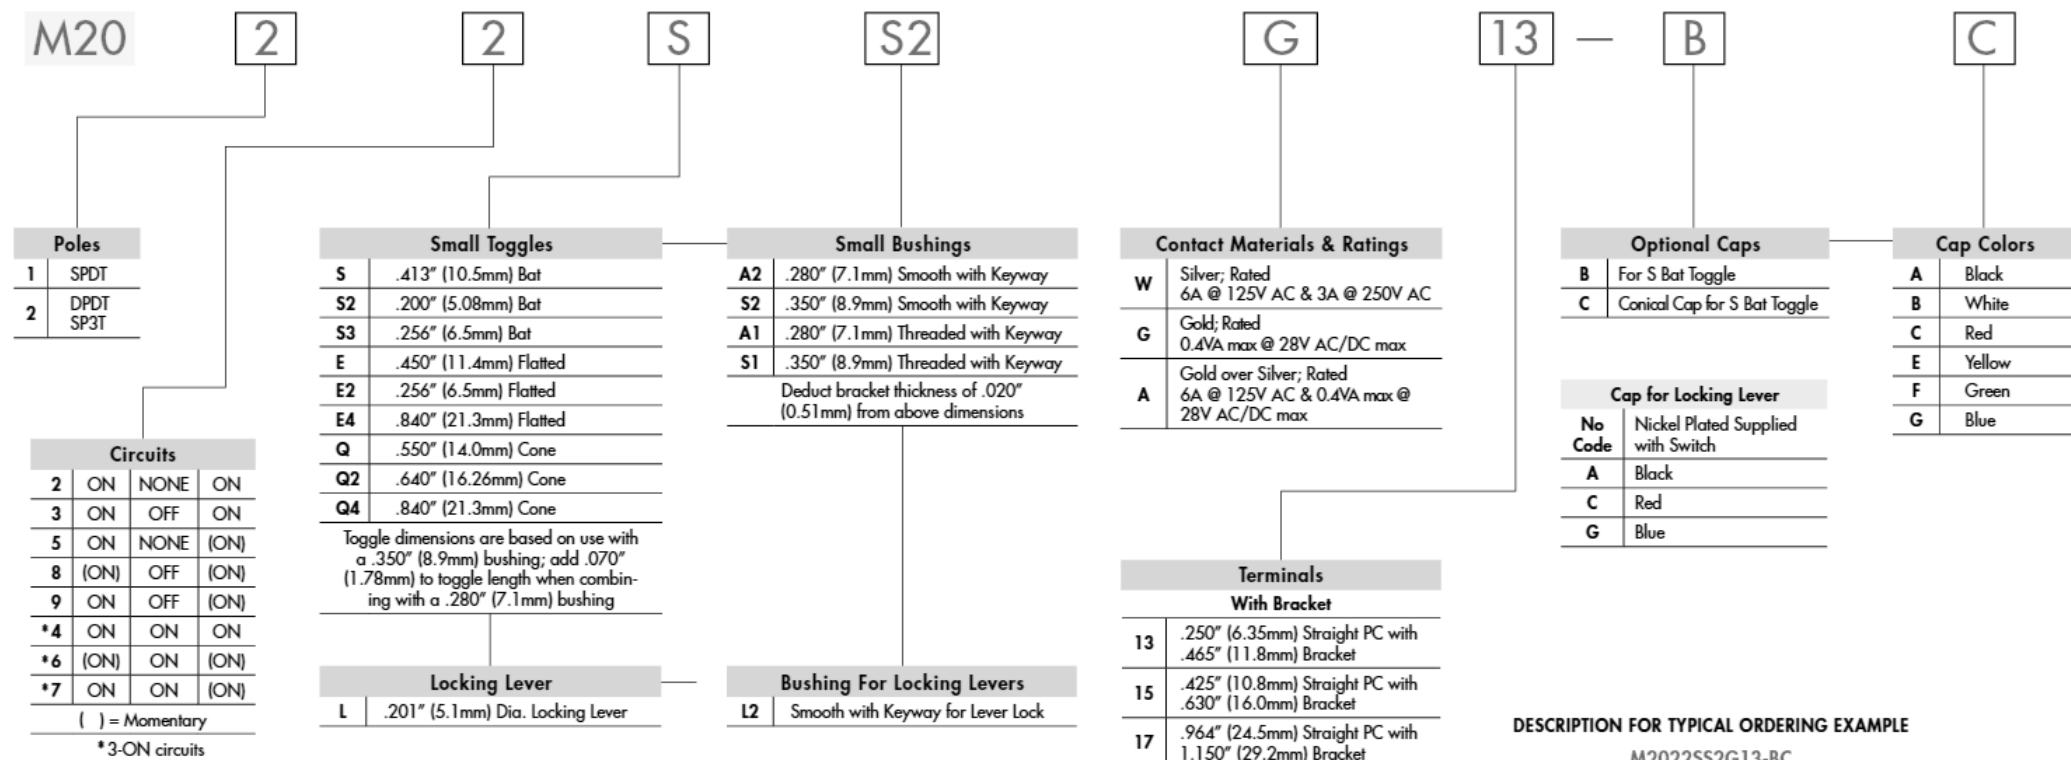 M20 2 2 S S2 G 13 — B C
Poles
1 SPDT
2 DPDT
SP3T
Circuits
2 ON NONE ON
3 ON OFF ON
5 ON NONE (ON)
8 (ON) OFF (ON)
9 ON OFF (ON)
*4 ON ON ON
*6 (ON) ON (ON)
*7 ON ON (ON)
( ) = Momentary
*3-ON circuits
Small Toggles
S .413" (10.5mm) Bat
S2 .200" (5.08mm) Bat
S3 .256" (6.5mm) Bat
E .450" (11.4mm) Flatted
E2 .256" (6.5mm) Flatted
E4 .840" (21.3mm) Flatted
Q .550" (14.0mm) Cone
Q2 .640" (16.26mm) Cone
Q4 .840" (21.3mm) Cone
Toggle dimensions are based on use with
a .350" (8.9mm) bushing; add .070"
(1.78mm) to toggle length when combin-
ing with a .280" (7.1mm) bushing
Locking Lever
L .201" (5.1mm) Dia. Locking Lever
Small Bushings
A2 .280" (7.1mm) Smooth with Keyway
S2 .350" (8.9mm) Smooth with Keyway
A1 .280" (7.1mm) Threaded with Keyway
S1 .350" (8.9mm) Threaded with Keyway
Deduct bracket thickness of .020"
(0.51mm) from above dimensions
Bushing For Locking Levers
L2 Smooth with Keyway for Lever Lock
Contact Materials & Ratings
W Silver; Rated
6A @ 125V AC & 3A @ 250V AC
G Gold; Rated
0.4VA max @ 28V AC/DC max
A Gold over Silver; Rated
6A @ 125V AC & 0.4VA max @
28V AC/DC max
Terminals
With Bracket
13 .250" (6.35mm) Straight PC with
.465" (11.8mm) Bracket
15 .425" (10.8mm) Straight PC with
.630" (16.0mm) Bracket
17 .964" (24.5mm) Straight PC with
1.150" (29.2mm) Bracket
Optional Caps
B For S Bat Toggle
C Conical Cap for S Bat Toggle
Cap for Locking Lever
No Code Nickel Plated Supplied
with Switch
A Black
C Red
G Blue
Cap Colors
A Black
B White
C Red
E Yellow
F Green
G Blue
DESCRIPTION FOR TYPICAL ORDERING EXAMPLE
M2022SS2G13-BC